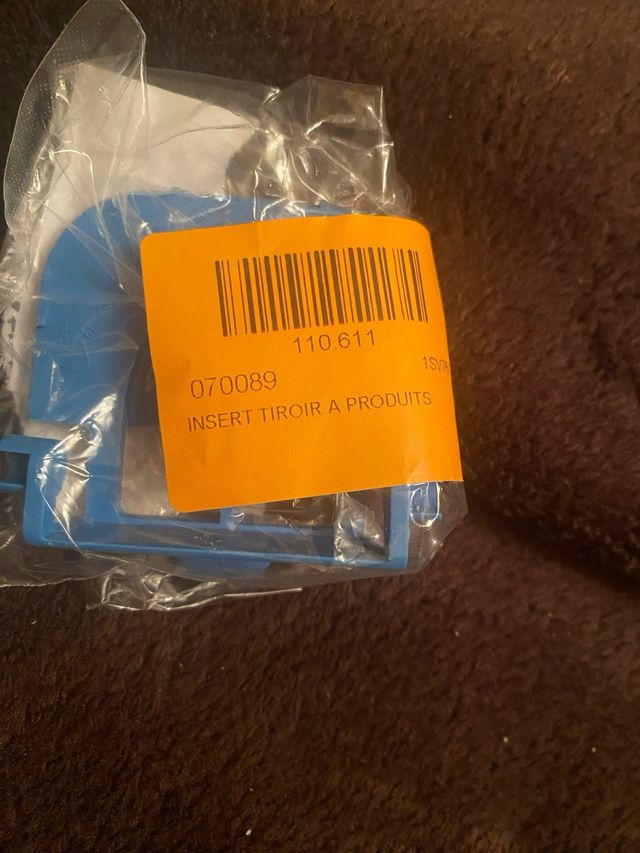 110.611
070089
INSERT TIROIR A PRODUITS